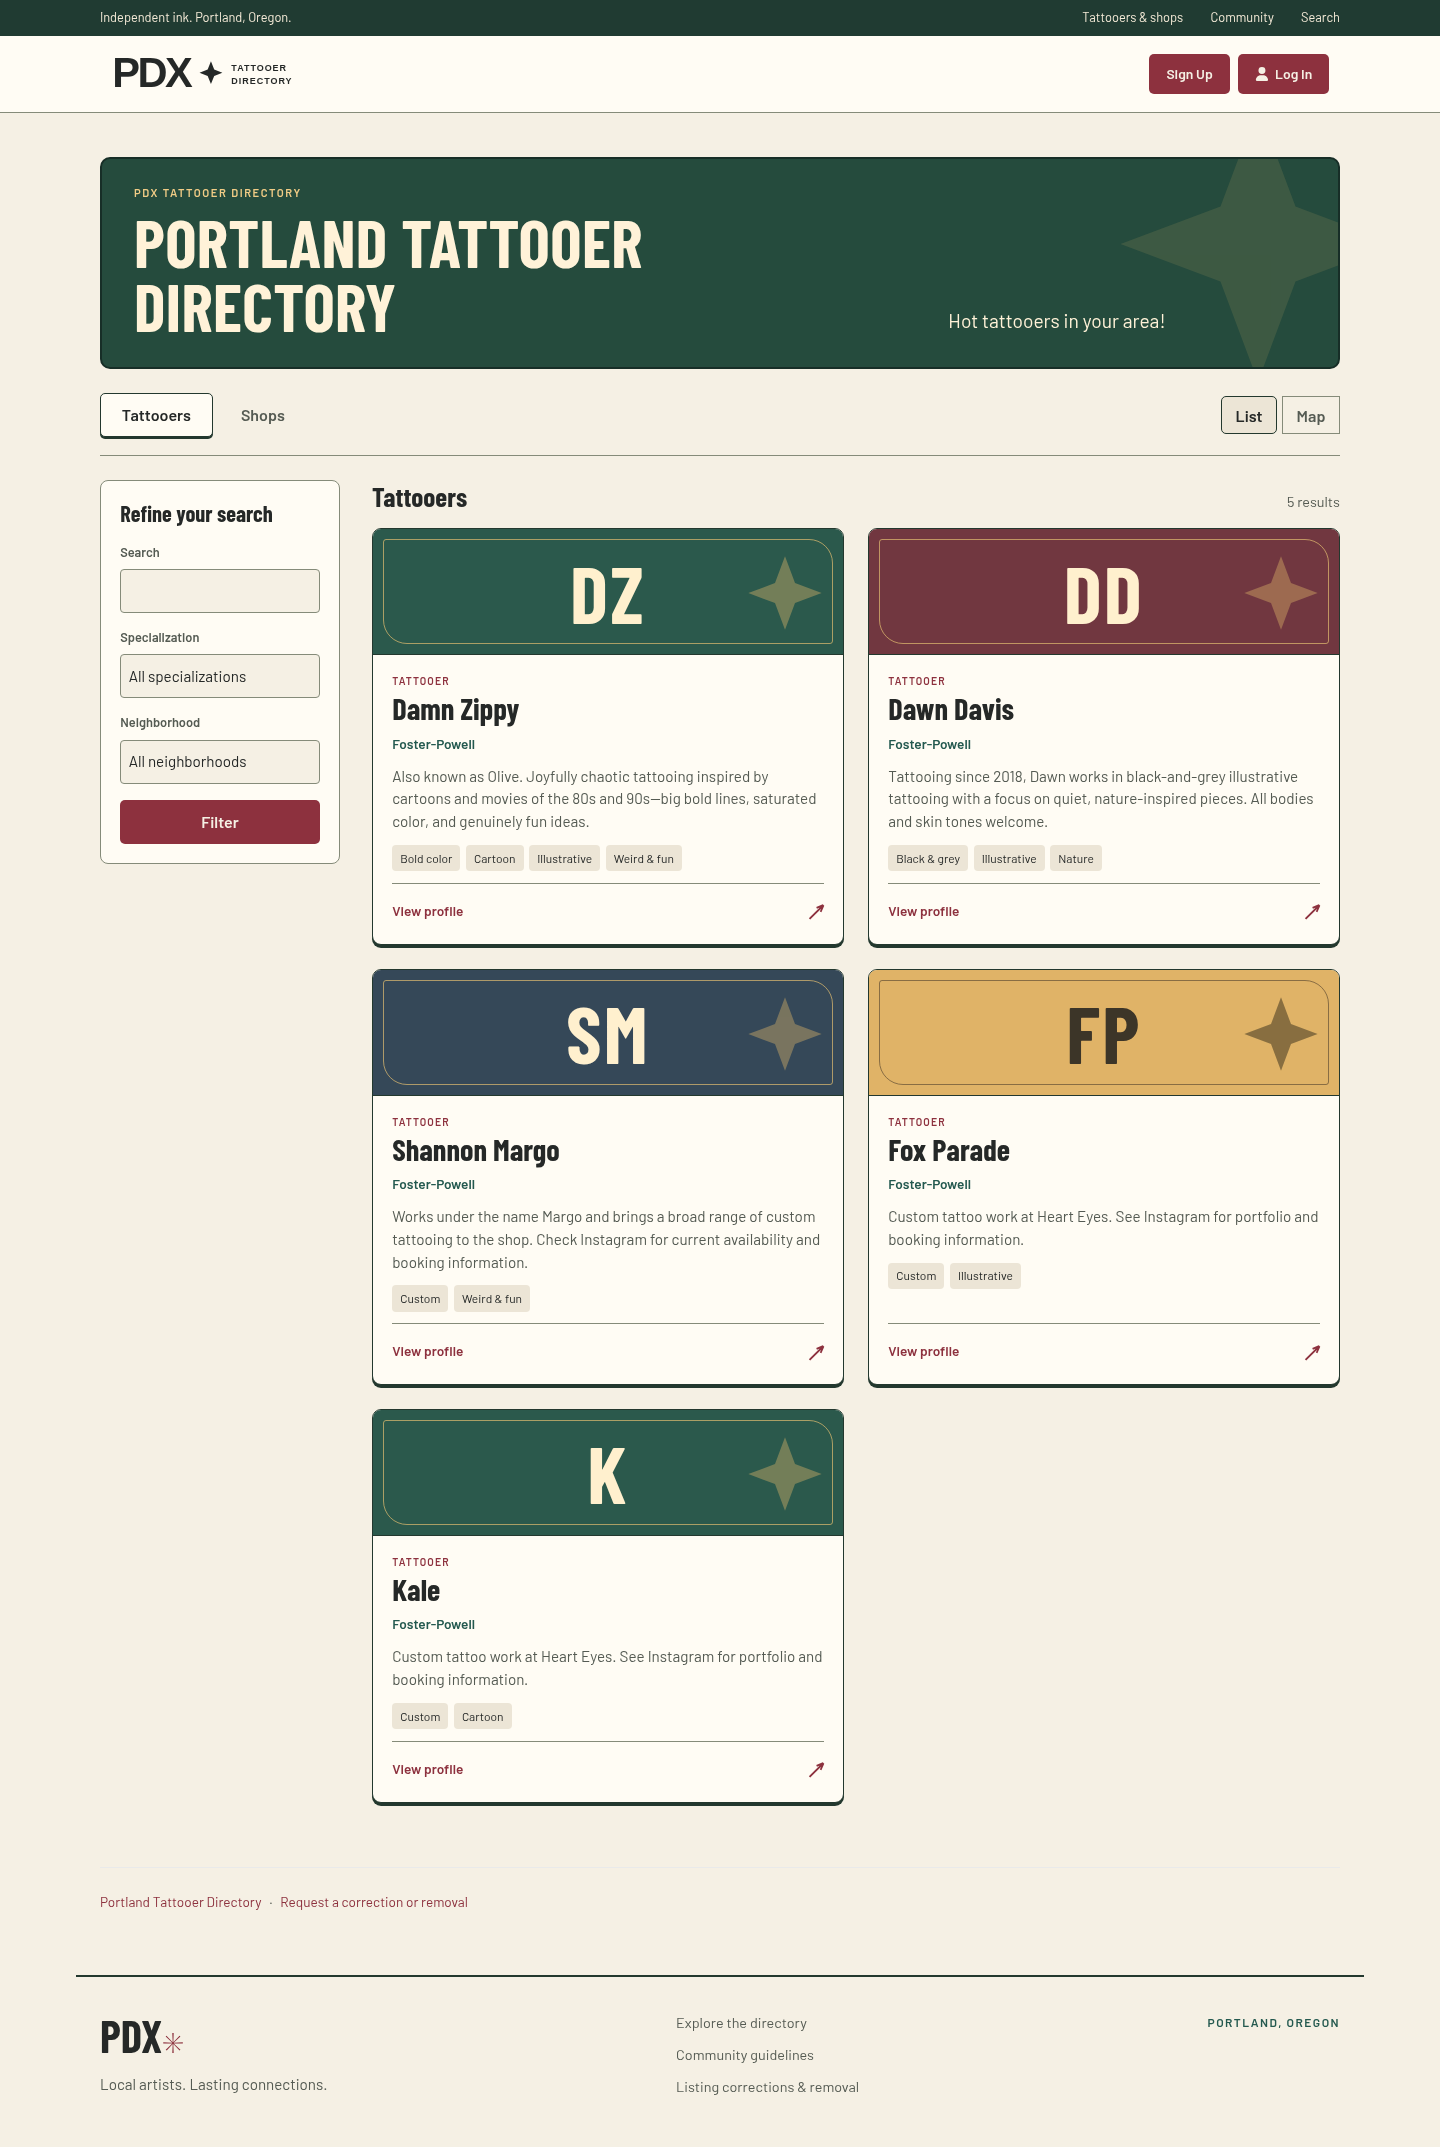 Independent ink. Portland, Oregon.
Tattooers & shops
Community
Search
PDX
TATTOOER
DIRECTORY
Sign Up
Log In
PDX TATTOOER DIRECTORY
PORTLAND TATTOOER
DIRECTORY
Hot tattooers in your area!
Tattooers
Shops
List
Map
Refine your search
Search
Specialization
All specializations
Neighborhood
All neighborhoods
Filter
Tattooers
5 results
DZ
TATTOOER
Damn Zippy
Foster-Powell
Also known as Olive. Joyfully chaotic tattooing inspired by
cartoons and movies of the 80s and 90s—big bold lines, saturated
color, and genuinely fun ideas.
Bold color
Cartoon
Illustrative
Weird & fun
View profile
DD
TATTOOER
Dawn Davis
Foster-Powell
Tattooing since 2018, Dawn works in black-and-grey illustrative
tattooing with a focus on quiet, nature-inspired pieces. All bodies
and skin tones welcome.
Black & grey
Illustrative
Nature
View profile
SM
TATTOOER
Shannon Margo
Foster-Powell
Works under the name Margo and brings a broad range of custom
tattooing to the shop. Check Instagram for current availability and
booking information.
Custom
Weird & fun
View profile
FP
TATTOOER
Fox Parade
Foster-Powell
Custom tattoo work at Heart Eyes. See Instagram for portfolio and
booking information.
Custom
Illustrative
View profile
K
TATTOOER
Kale
Foster-Powell
Custom tattoo work at Heart Eyes. See Instagram for portfolio and
booking information.
Custom
Cartoon
View profile
Portland Tattooer Directory · Request a correction or removal
PDX
Local artists. Lasting connections.
Explore the directory
Community guidelines
Listing corrections & removal
PORTLAND, OREGON